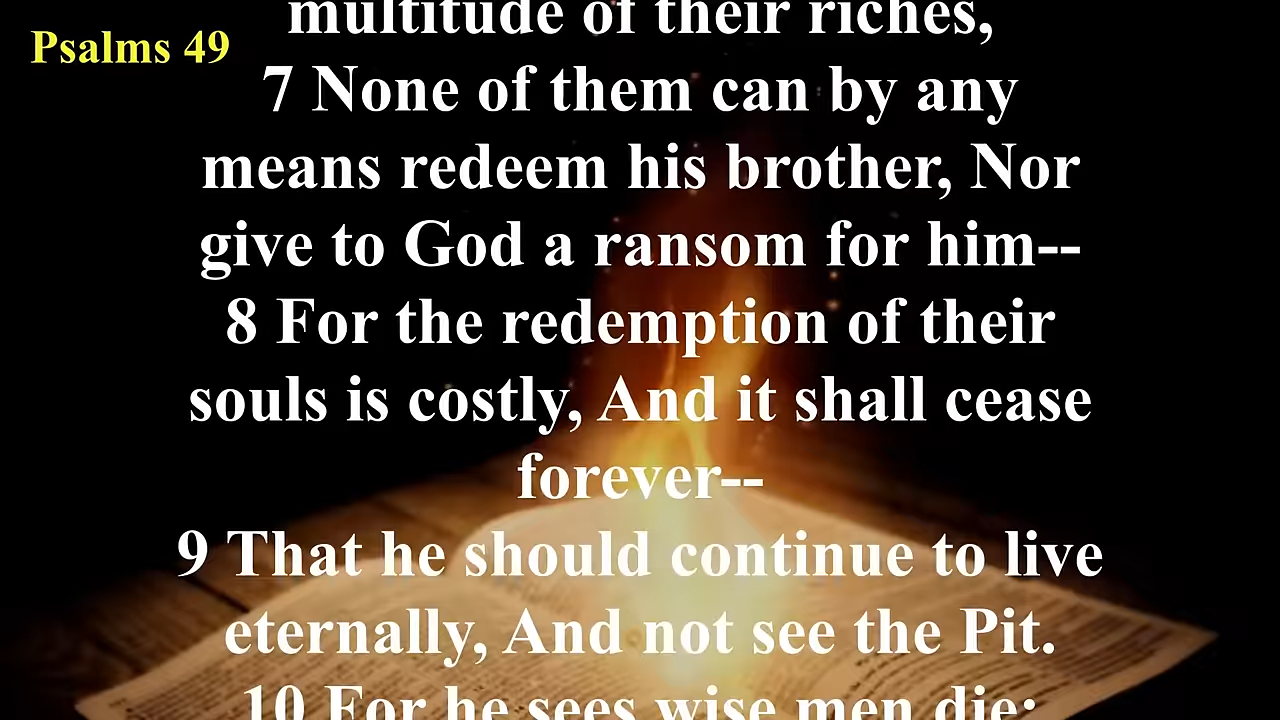 multitude of their riches,
Psalms 49
7 None of them can by any
means redeem his brother, Nor
give to God a ransom for him--
8 For the redemption of their
souls is costly, And it shall cease
forever--
9 That he should continue to live
eternally, And not see the Pit.
10 For he sees wise men die;